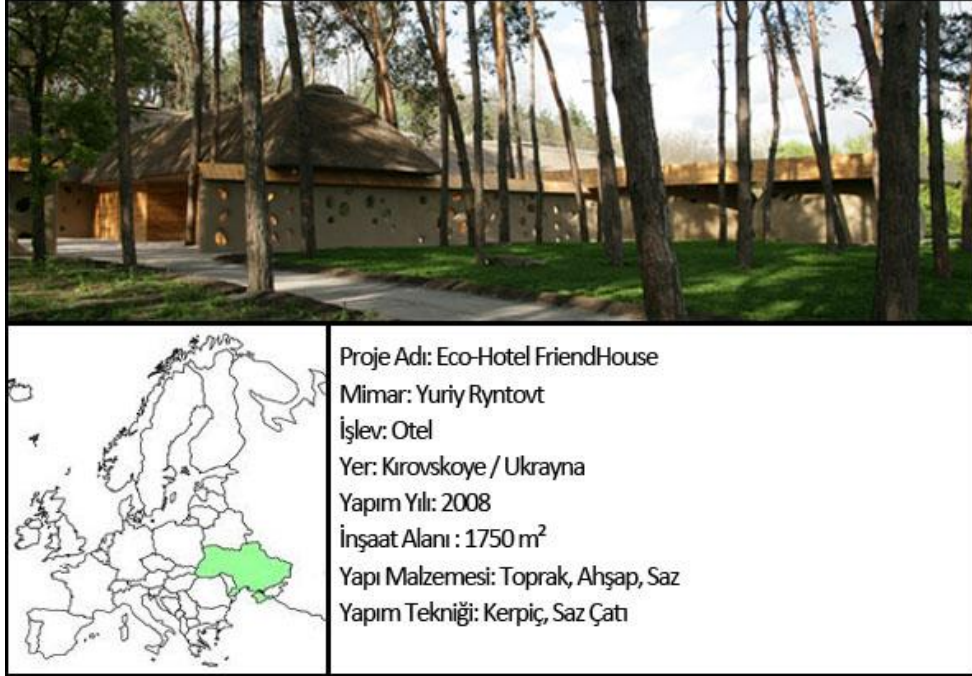 Proje Adı: Eco-Hotel FriendHouse
Mimar: Yuriy Ryntovt
İşlev: Otel
Yer: Kırovskoye / Ukrayna
Yapım Yılı: 2008
İnşaat Alanı : 1750 m²
Yapı Malzemesi: Toprak, Ahşap, Saz
Yapım Tekniği: Kerpiç, Saz Çatı